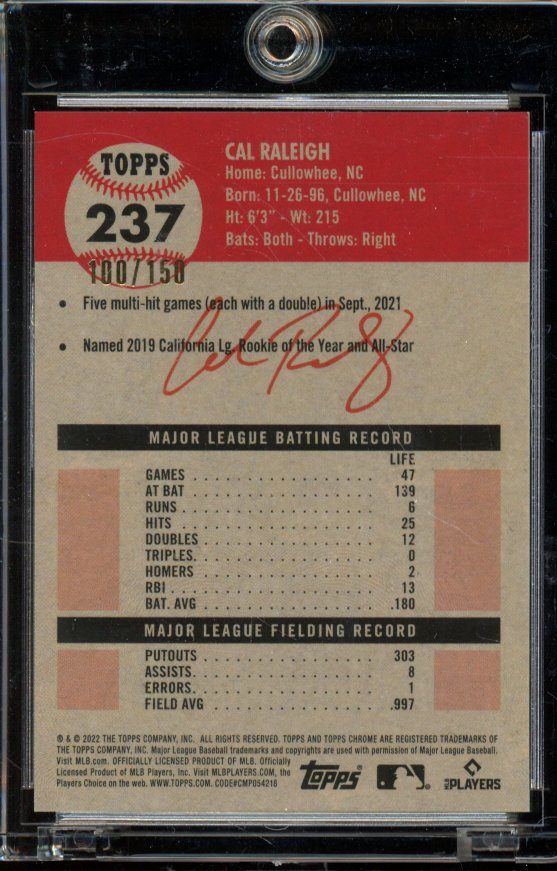 TOPPS
237
100/150
CAL RALEIGH
Home: Cullowhee, NC
Born: 11-26-96, Cullowhee, NC
Ht: 6'3" - Wt: 215
Bats: Both - Throws: Right
• Five multi-hit games (each with a double) in Sept., 2021
• Named 2019 California Lg. Rookie of the Year and All-Star
Cal Raleigh
MAJOR LEAGUE BATTING RECORD
LIFE
GAMES 47
AT BAT 139
RUNS 6
HITS 25
DOUBLES 12
TRIPLES. 0
HOMERS 2
RBI 13
BAT. AVG .180
MAJOR LEAGUE FIELDING RECORD
PUTOUTS 303
ASSISTS. 8
ERRORS. 1
FIELD AVG .997
® & © 2022 THE TOPPS COMPANY, INC. ALL RIGHTS RESERVED. TOPPS AND TOPPS CHROME ARE REGISTERED TRADEMARKS OF
THE TOPPS COMPANY, INC. Major League Baseball trademarks and copyrights are used with permission of Major League Baseball.
Visit MLB.com. OFFICIALLY LICENSED PRODUCT OF MLB. Officially
Licensed Product of MLB Players, Inc. Visit MLBPLAYERS.COM, the
Players Choice on the web. WWW.TOPPS.COM. CODE#CMP054218
Topps
MLB PLAYERS